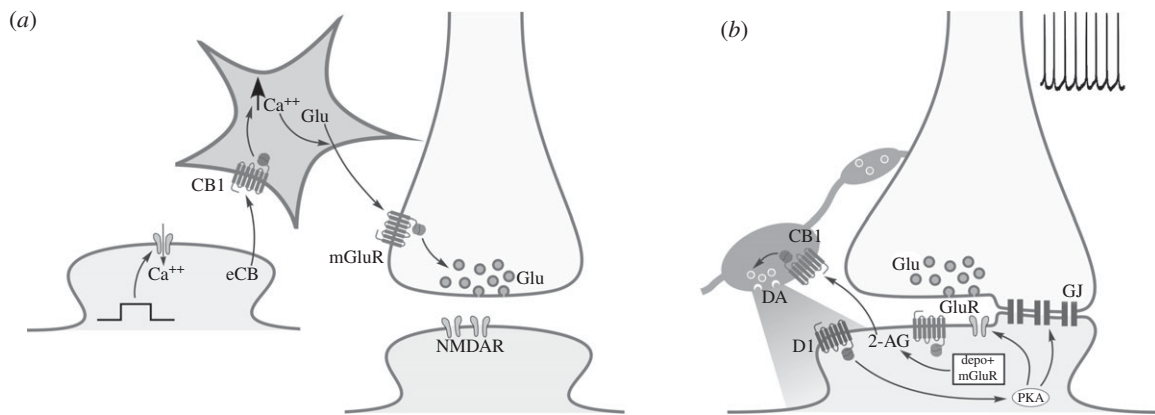 (a)
Ca++
Glu
CB1
mGluR
Ca++
eCB
Glu
NMDAR
(b)
CB1
Glu
DA
GJ
GluR
D1
2-AG
depo+
mGluR
PKA